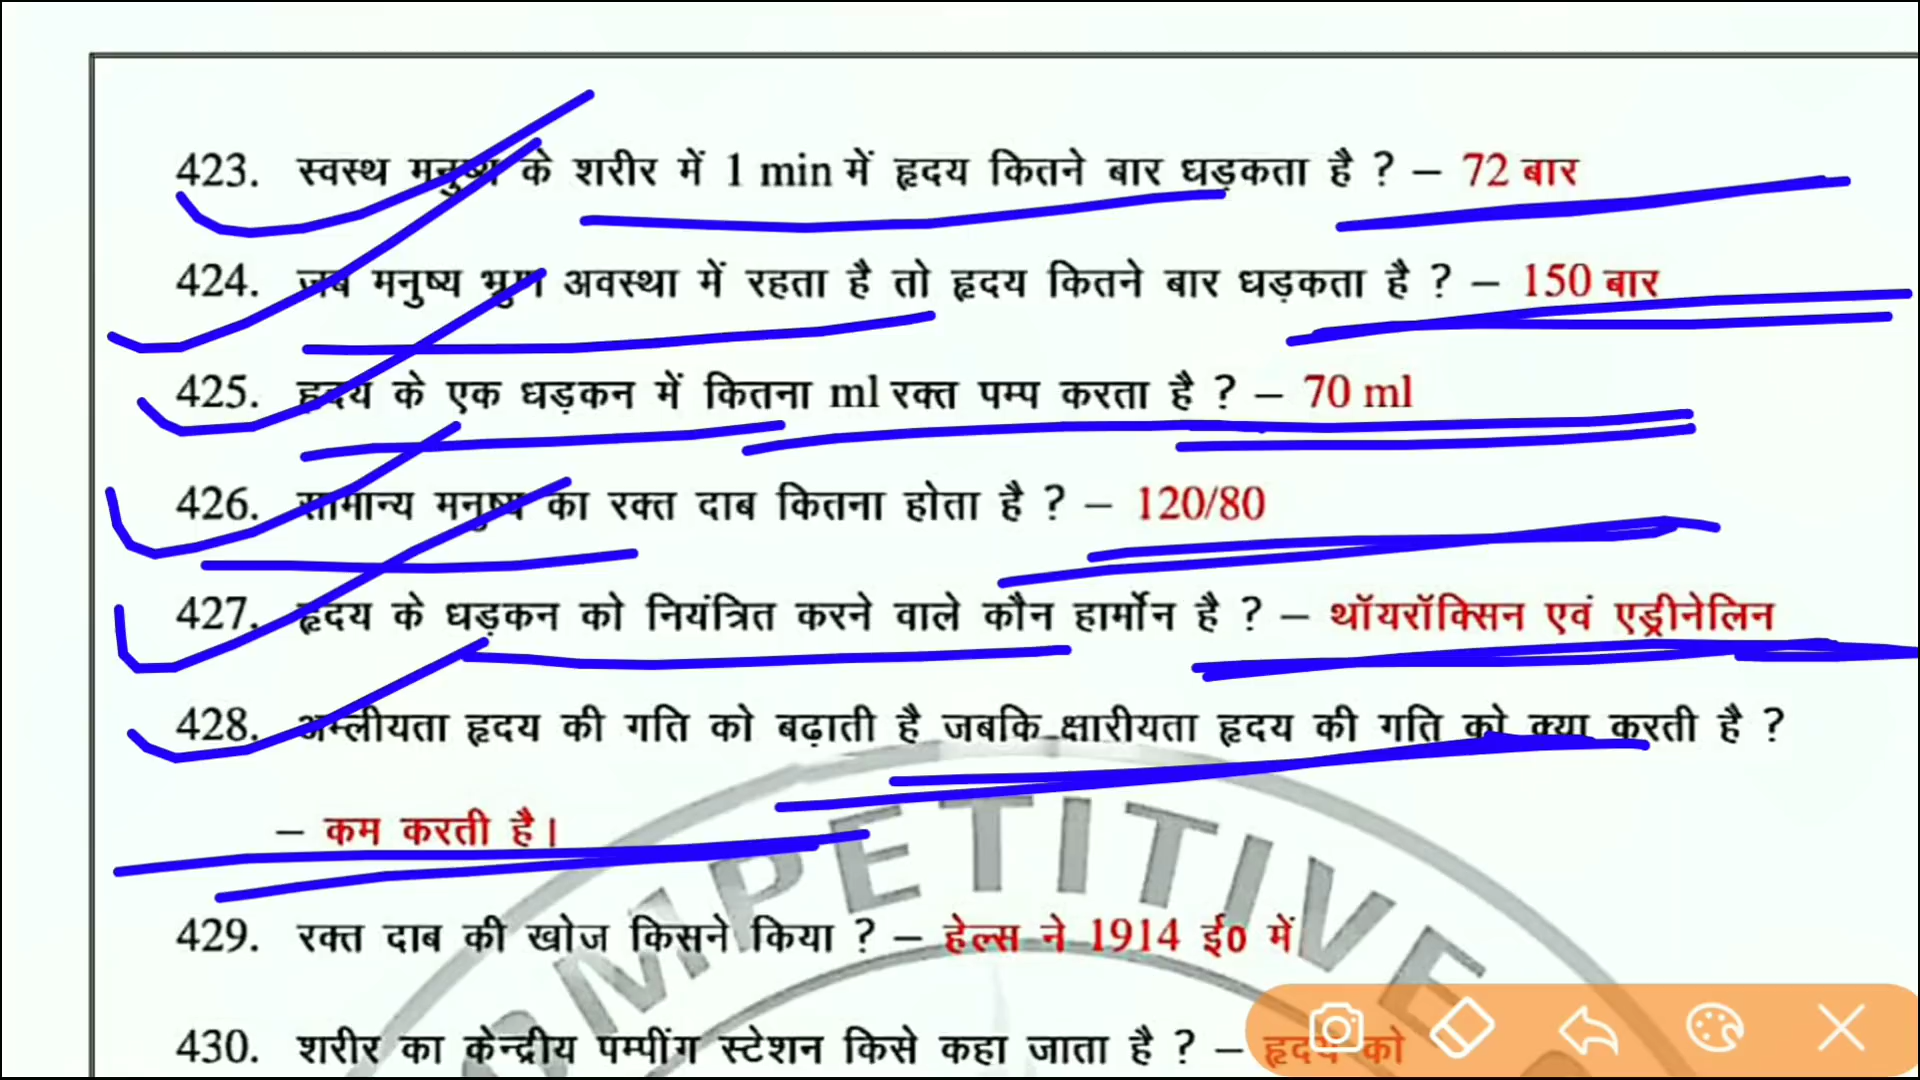 423. स्वस्थ मनुष्य के शरीर में 1 min में हृदय कितने बार धड़कता है ? – 72 बार
424. जब मनुष्य भ्रुण अवस्था में रहता है तो हृदय कितने बार धड़कता है ? – 150 बार
425. हृदय के एक धड़कन में कितना ml रक्त पम्प करता है ? – 70 ml
426. सामान्य मनुष्य का रक्त दाब कितना होता है ? – 120/80
427. हृदय के धड़कन को नियंत्रित करने वाले कौन हार्मोन है ? – थॉयरॉक्सिन एवं एड्रीनेलिन
428. अम्लीयता हृदय की गति को बढ़ाती है जबकि क्षारीयता हृदय की गति को क्या करती है ?
– कम करती है।
429. रक्त दाब की खोज किसने किया ? – हेल्स ने 1914 ई0 में
430. शरीर का केन्द्रीय पम्पींग स्टेशन किसे कहा जाता है ? – हृदय को
OMPETITIVE